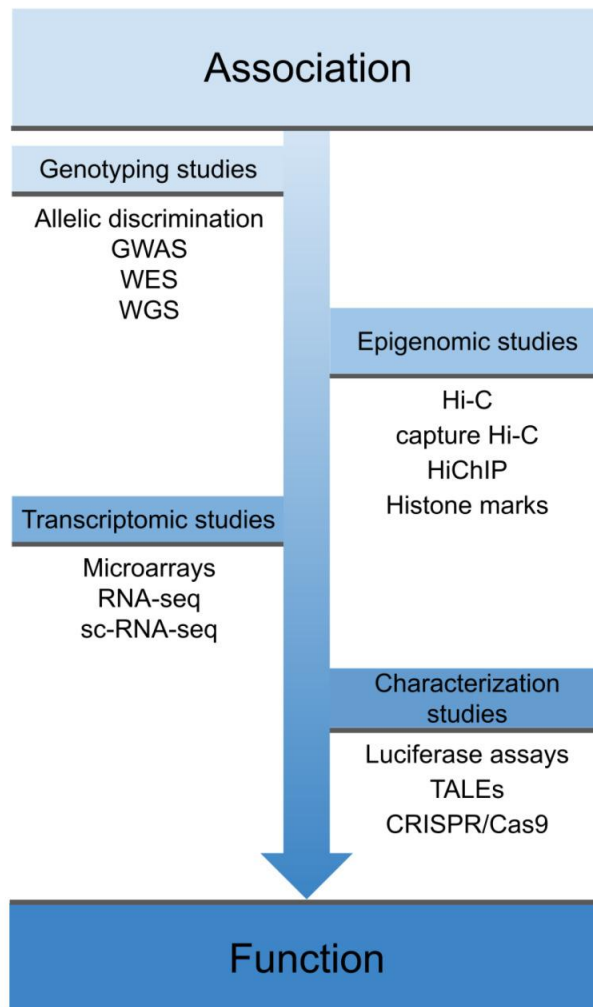 Association
Genotyping studies
Allelic discrimination
GWAS
WES
WGS
Epigenomic studies
Hi-C
capture Hi-C
HiChIP
Histone marks
Transcriptomic studies
Microarrays
RNA-seq
sc-RNA-seq
Characterization
studies
Luciferase assays
TALEs
CRISPR/Cas9
Function